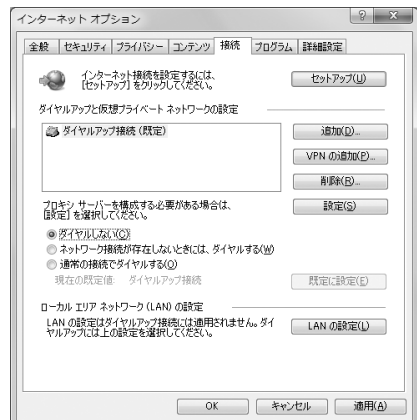 インターネット オプション
全般 セキュリティ プライバシー コンテンツ 接続 プログラム 詳細設定
インターネット接続を設定するには、
[セットアップ] をクリックしてください。
セットアップ(U)
ダイヤルアップと仮想プライベート ネットワークの設定
ダイヤルアップ接続 (既定)
追加(D)...
VPN の追加(P)...
削除(R)...
プロキシ サーバーを構成する必要がある場合は、
[設定] を選択してください。
設定(S)
ダイヤルしない(C)
ネットワーク接続が存在しないときには、ダイヤルする(W)
通常の接続でダイヤルする(O)
現在の既定値: ダイヤルアップ接続
既定に設定(E)
ローカル エリア ネットワーク (LAN) の設定
LAN の設定はダイヤルアップ接続には適用されません。ダイ
ヤルアップには上の設定を選択してください。
LAN の設定(L)
OK キャンセル 適用(A)